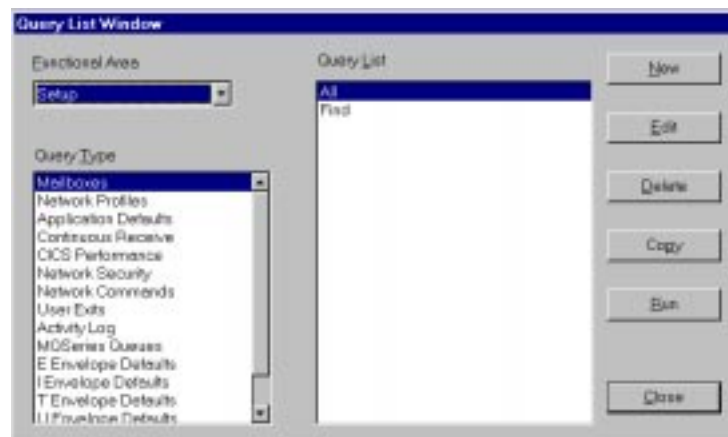 Query List Window
Functional Area
Setup
Query Type
Mailboxes
Network Profiles
Application Defaults
Continuous Receive
CICS Performance
Network Security
Network Commands
User Exits
Activity Log
MQSeries Queues
E Envelope Defaults
I Envelope Defaults
T Envelope Defaults
U Envelope Defaults
Query List
All
Find
New
Edit
Delete
Copy
Run
Close